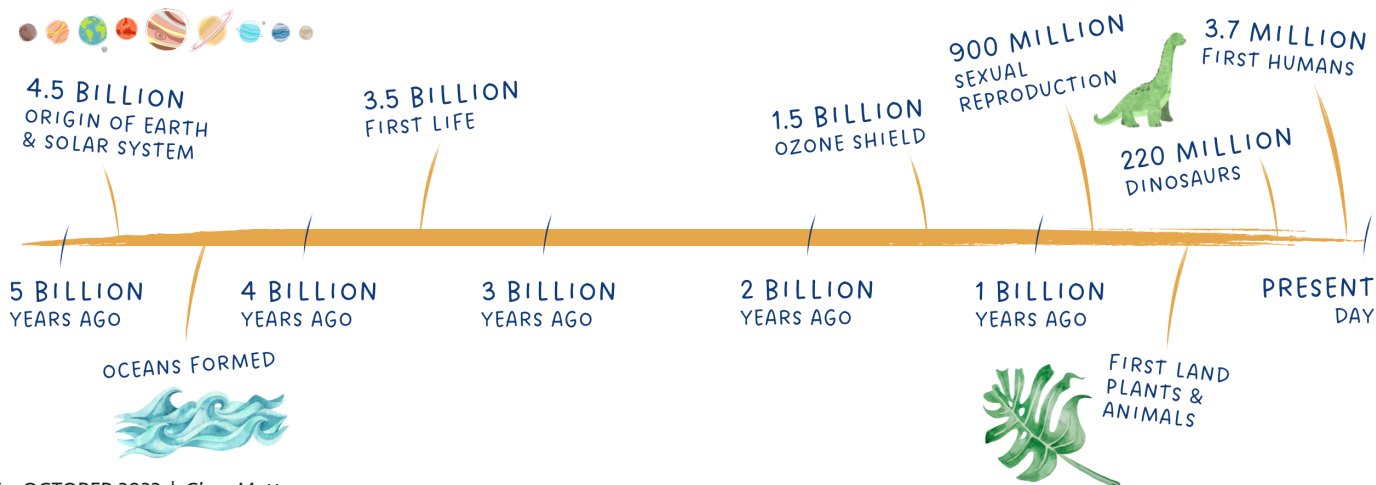 4.5 BILLION
ORIGIN OF EARTH
& SOLAR SYSTEM
3.5 BILLION
FIRST LIFE
1.5 BILLION
OZONE SHIELD
900 MILLION
SEXUAL
REPRODUCTION
220 MILLION
DINOSAURS
3.7 MILLION
FIRST HUMANS
5 BILLION
YEARS AGO
4 BILLION
YEARS AGO
3 BILLION
YEARS AGO
2 BILLION
YEARS AGO
1 BILLION
YEARS AGO
PRESENT
DAY
OCEANS FORMED
FIRST LAND
PLANTS &
ANIMALS
OCTOBER |